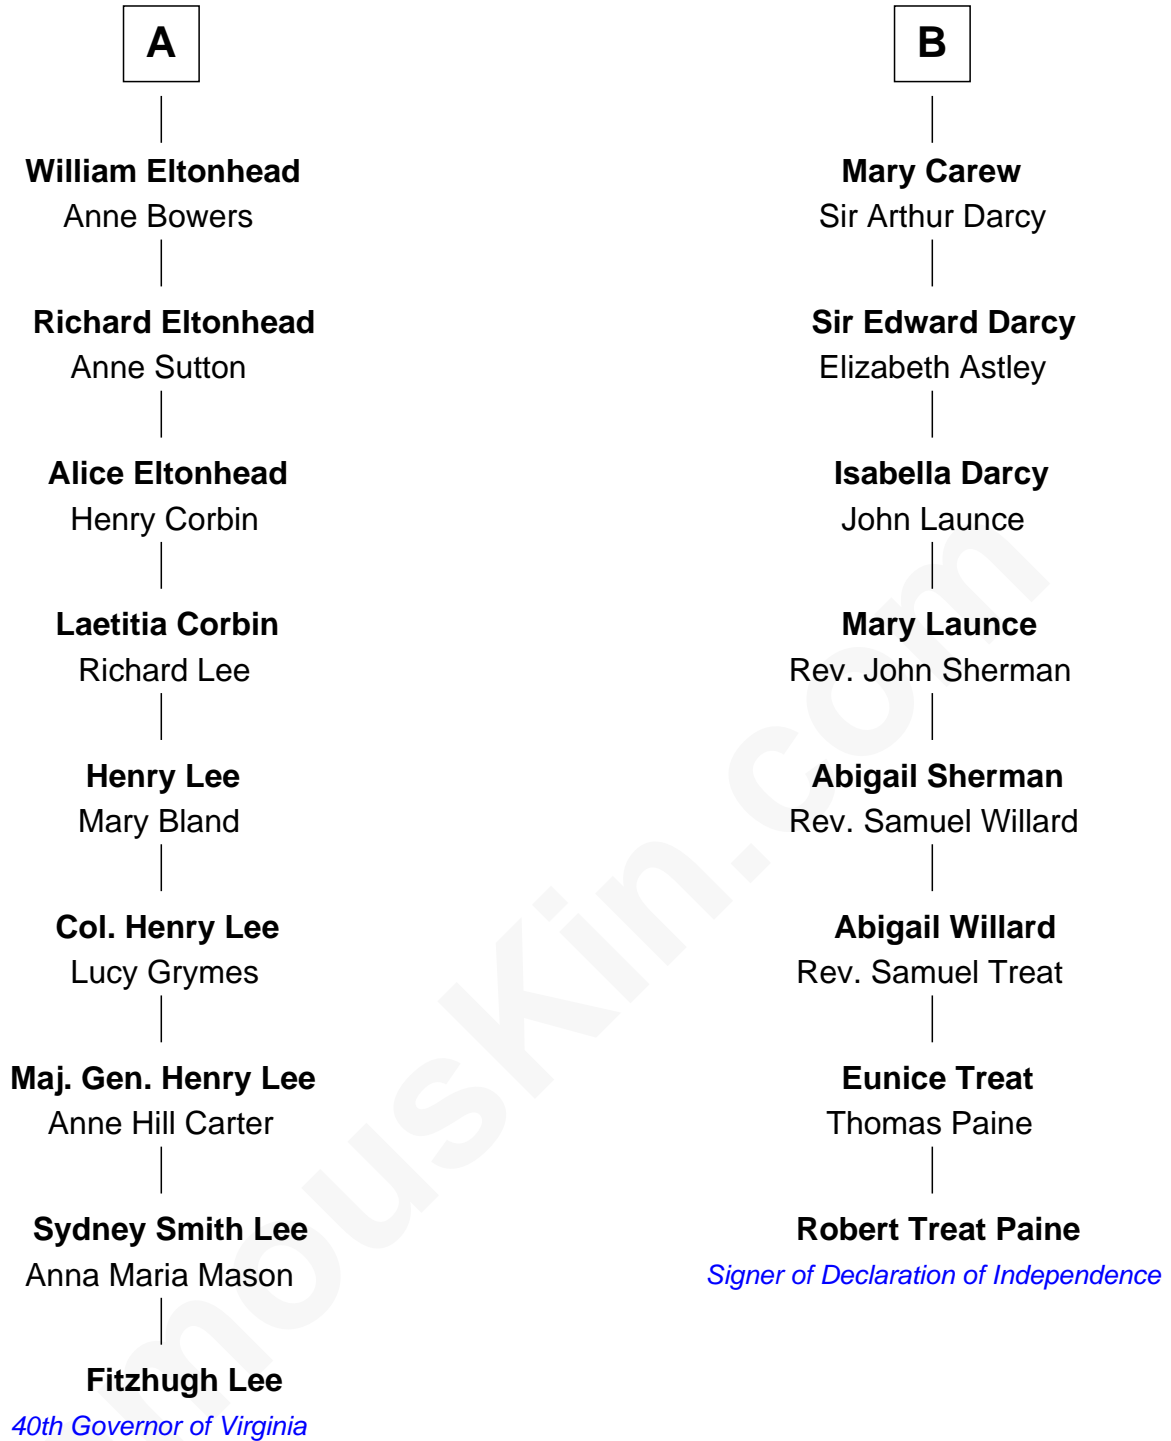 A
William Eltonhead
Anne Bowers
Richard Eltonhead
Anne Sutton
Alice Eltonhead
Henry Corbin
Laetitia Corbin
Richard Lee
Henry Lee
Mary Bland
Col. Henry Lee
Lucy Grymes
Maj. Gen. Henry Lee
Anne Hill Carter
Sydney Smith Lee
Anna Maria Mason
Fitzhugh Lee
40th Governor of Virginia
B
Mary Carew
Sir Arthur Darcy
Sir Edward Darcy
Elizabeth Astley
Isabella Darcy
John Launce
Mary Launce
Rev. John Sherman
Abigail Sherman
Rev. Samuel Willard
Abigail Willard
Rev. Samuel Treat
Eunice Treat
Thomas Paine
Robert Treat Paine
Signer of Declaration of Independence
mousKin.com